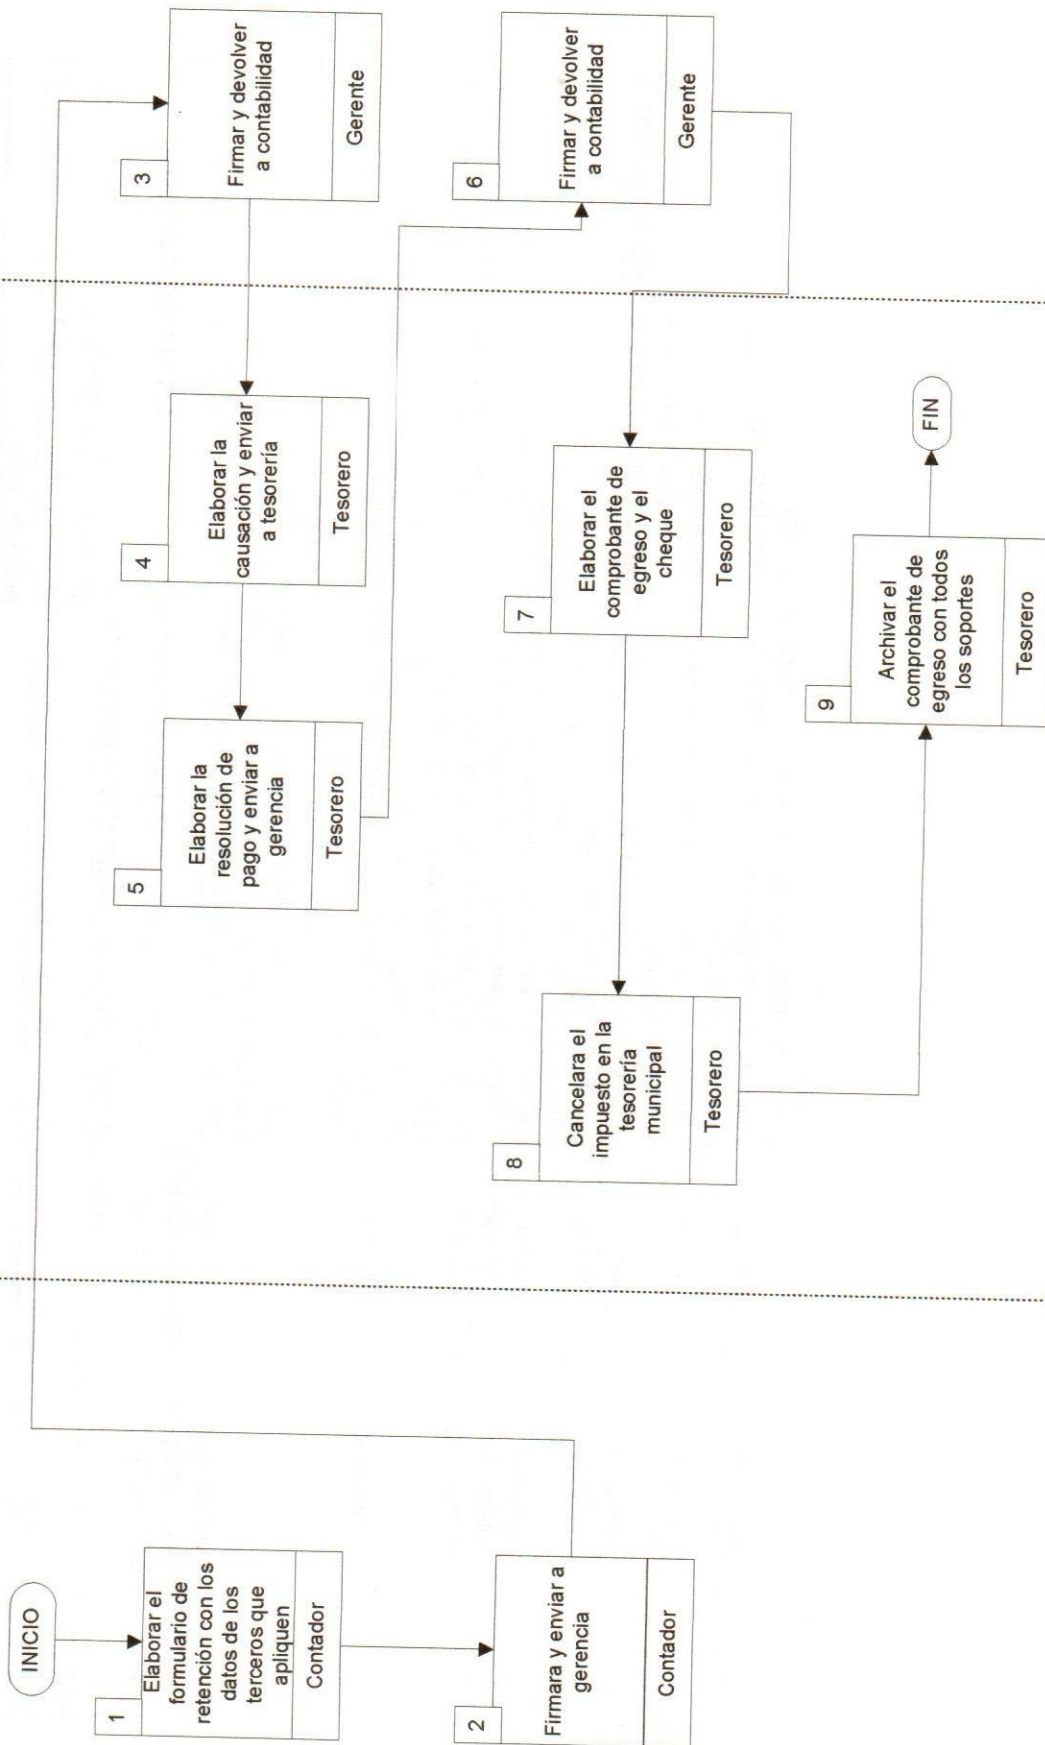 INICIO
1
Elaborar el
formulario de
retención con los
datos de los
terceros que
apliquen
Contador
2
Firmara y enviar a
gerencia
Contador
3
Firmar y devolver
a contabilidad
Gerente
4
Elaborar la
causación y enviar
a tesorería
Tesorero
5
Elaborar la
resolución de
pago y enviar a
gerencia
Tesorero
6
Firmar y devolver
a contabilidad
Gerente
7
Elaborar el
comprobante de
egreso y el
cheque
Tesorero
8
Cancelara el
impuesto en la
tesorería
municipal
Tesorero
9
Archivar el
comprobante de
egreso con todos
los soportes
Tesorero
FIN